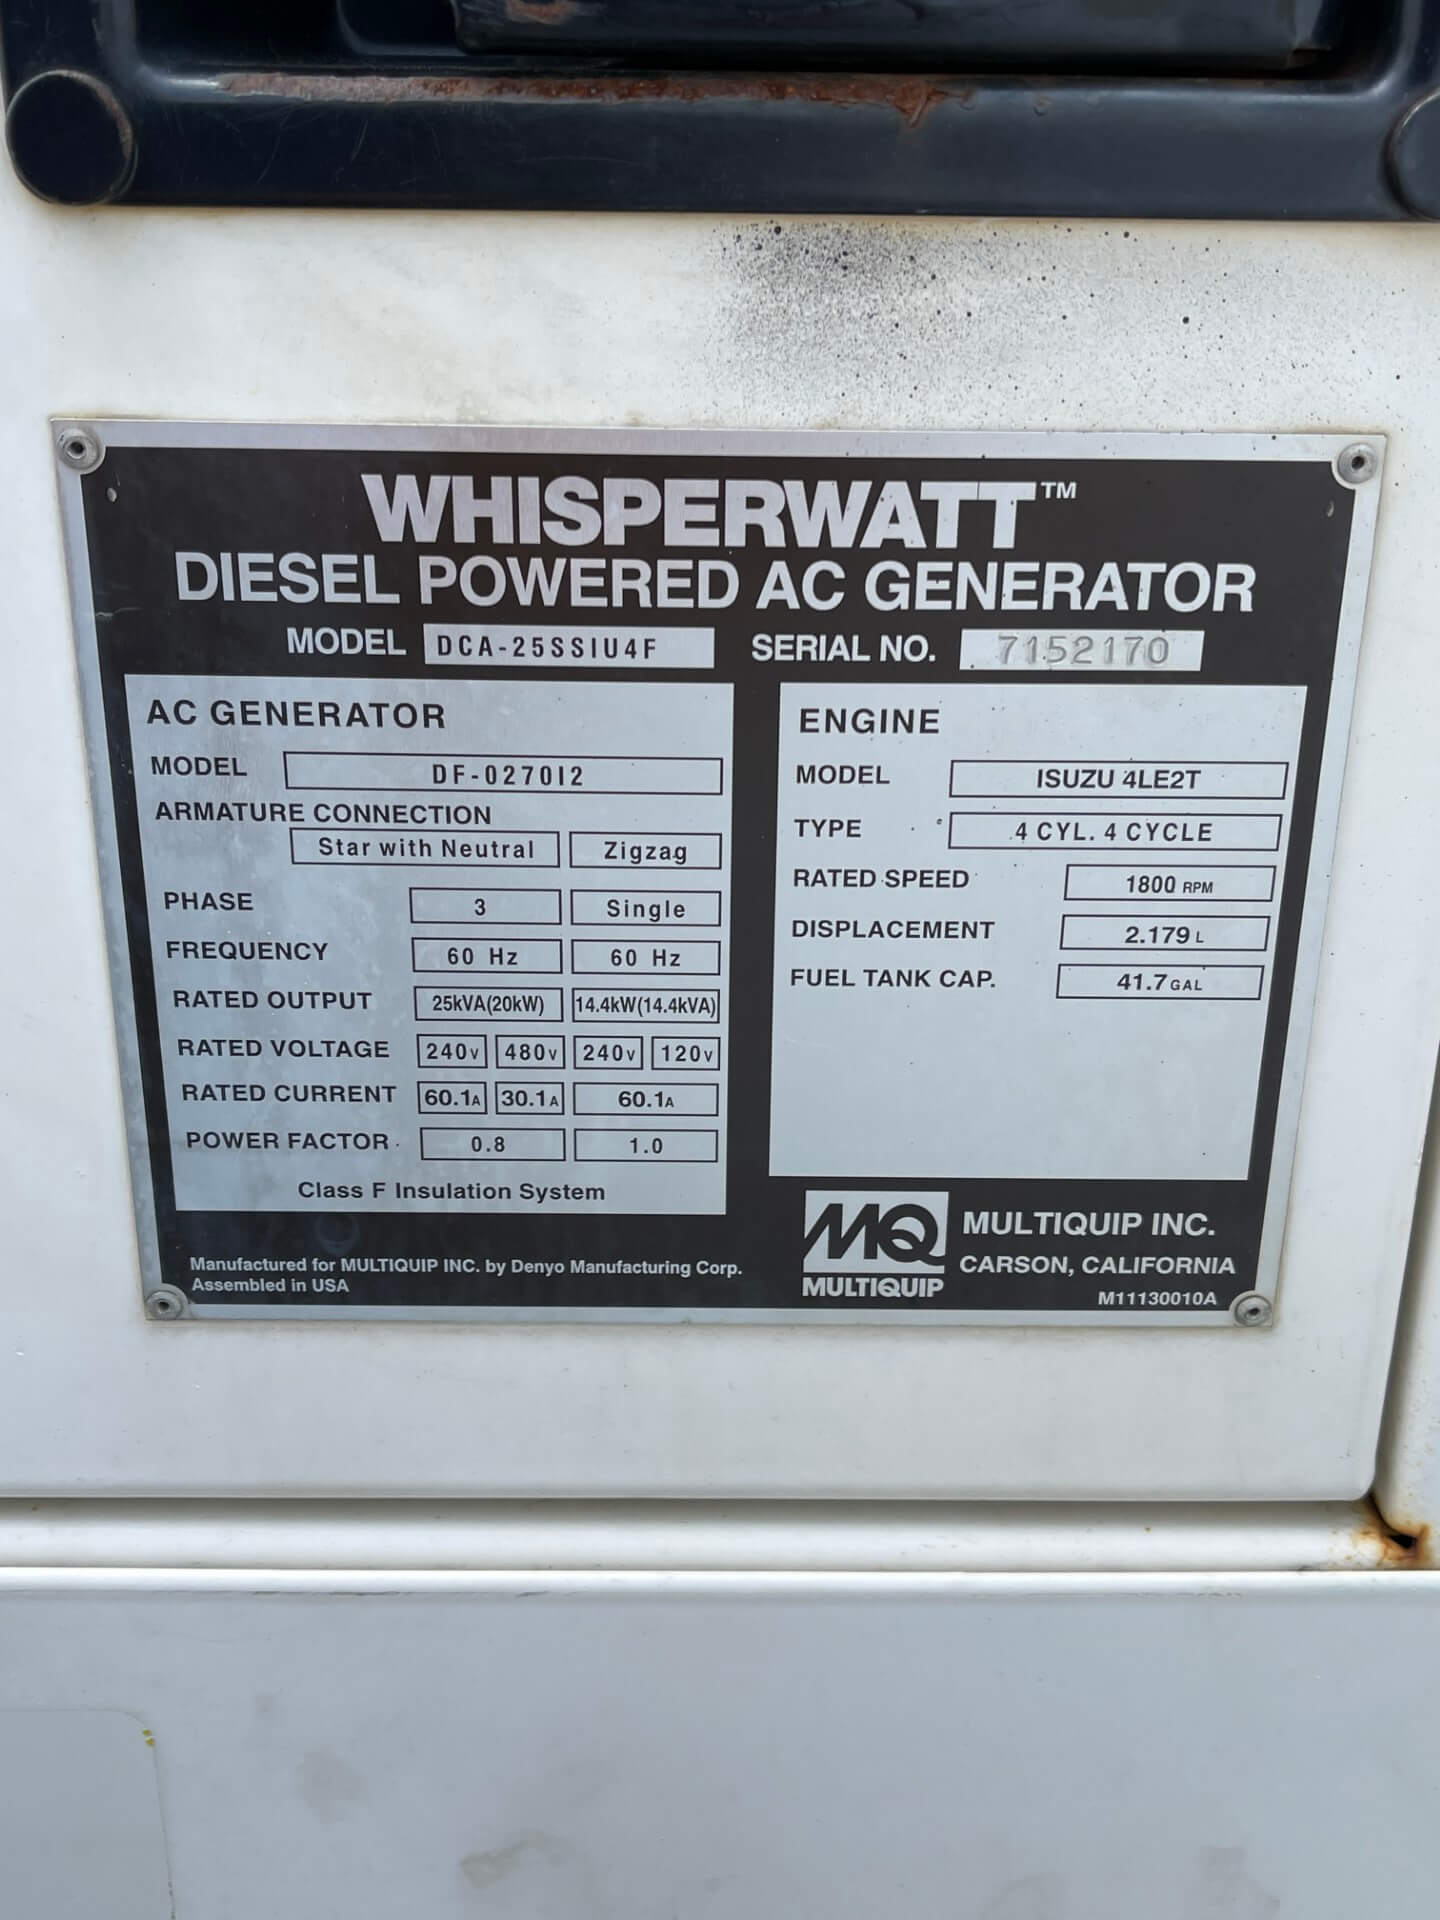 WHISPERWATT™
DIESEL POWERED AC GENERATOR
MODEL DCA-25SSIU4F SERIAL NO. 7152170
AC GENERATOR
MODEL DF-0270I2
ARMATURE CONNECTION
Star with Neutral Zigzag
PHASE 3 Single
FREQUENCY 60 Hz 60 Hz
RATED OUTPUT 25kVA(20kW) 14.4kW(14.4kVA)
RATED VOLTAGE 240V 480V 240V 120V
RATED CURRENT 60.1A 30.1A 60.1A
POWER FACTOR 0.8 1.0
Class F Insulation System
ENGINE
MODEL ISUZU 4LE2T
TYPE 4 CYL. 4 CYCLE
RATED SPEED 1800 RPM
DISPLACEMENT 2.179 L
FUEL TANK CAP. 41.7 GAL
Manufactured for MULTIQUIP INC. by Denyo Manufacturing Corp.
Assembled in USA
MQ
MULTIQUIP
MULTIQUIP INC.
CARSON, CALIFORNIA
M11130010A